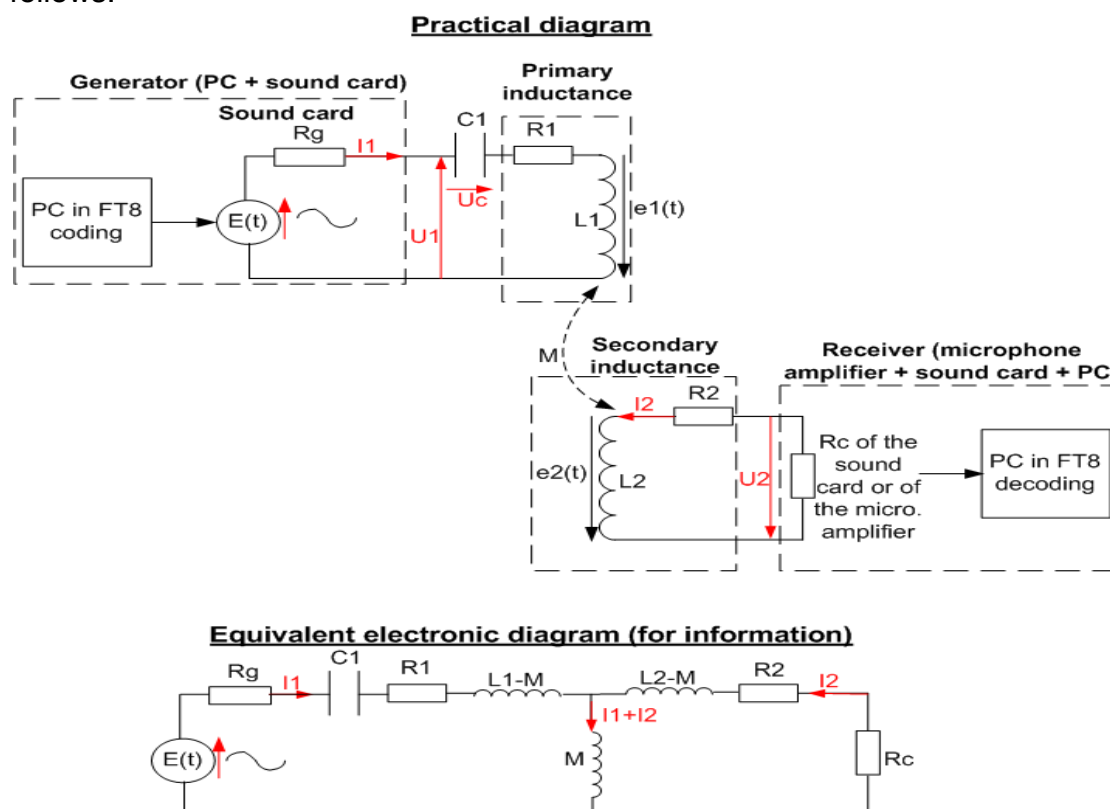 Practical diagram
Generator (PC + sound card)
Primary
inductance
Sound card
Rg
I1
C1
R1
PC in FT8
coding
E(t)
U1
Uc
L1
e1(t)
M
Secondary
inductance
Receiver (microphone
amplifier + sound card + PC
I2
R2
e2(t)
L2
U2
Rc of the
sound
card or of
the micro.
amplifier
PC in FT8
decoding
Equivalent electronic diagram (for information)
Rg
I1
C1
R1
L1-M
L2-M
R2
I2
I1+I2
E(t)
M
Rc